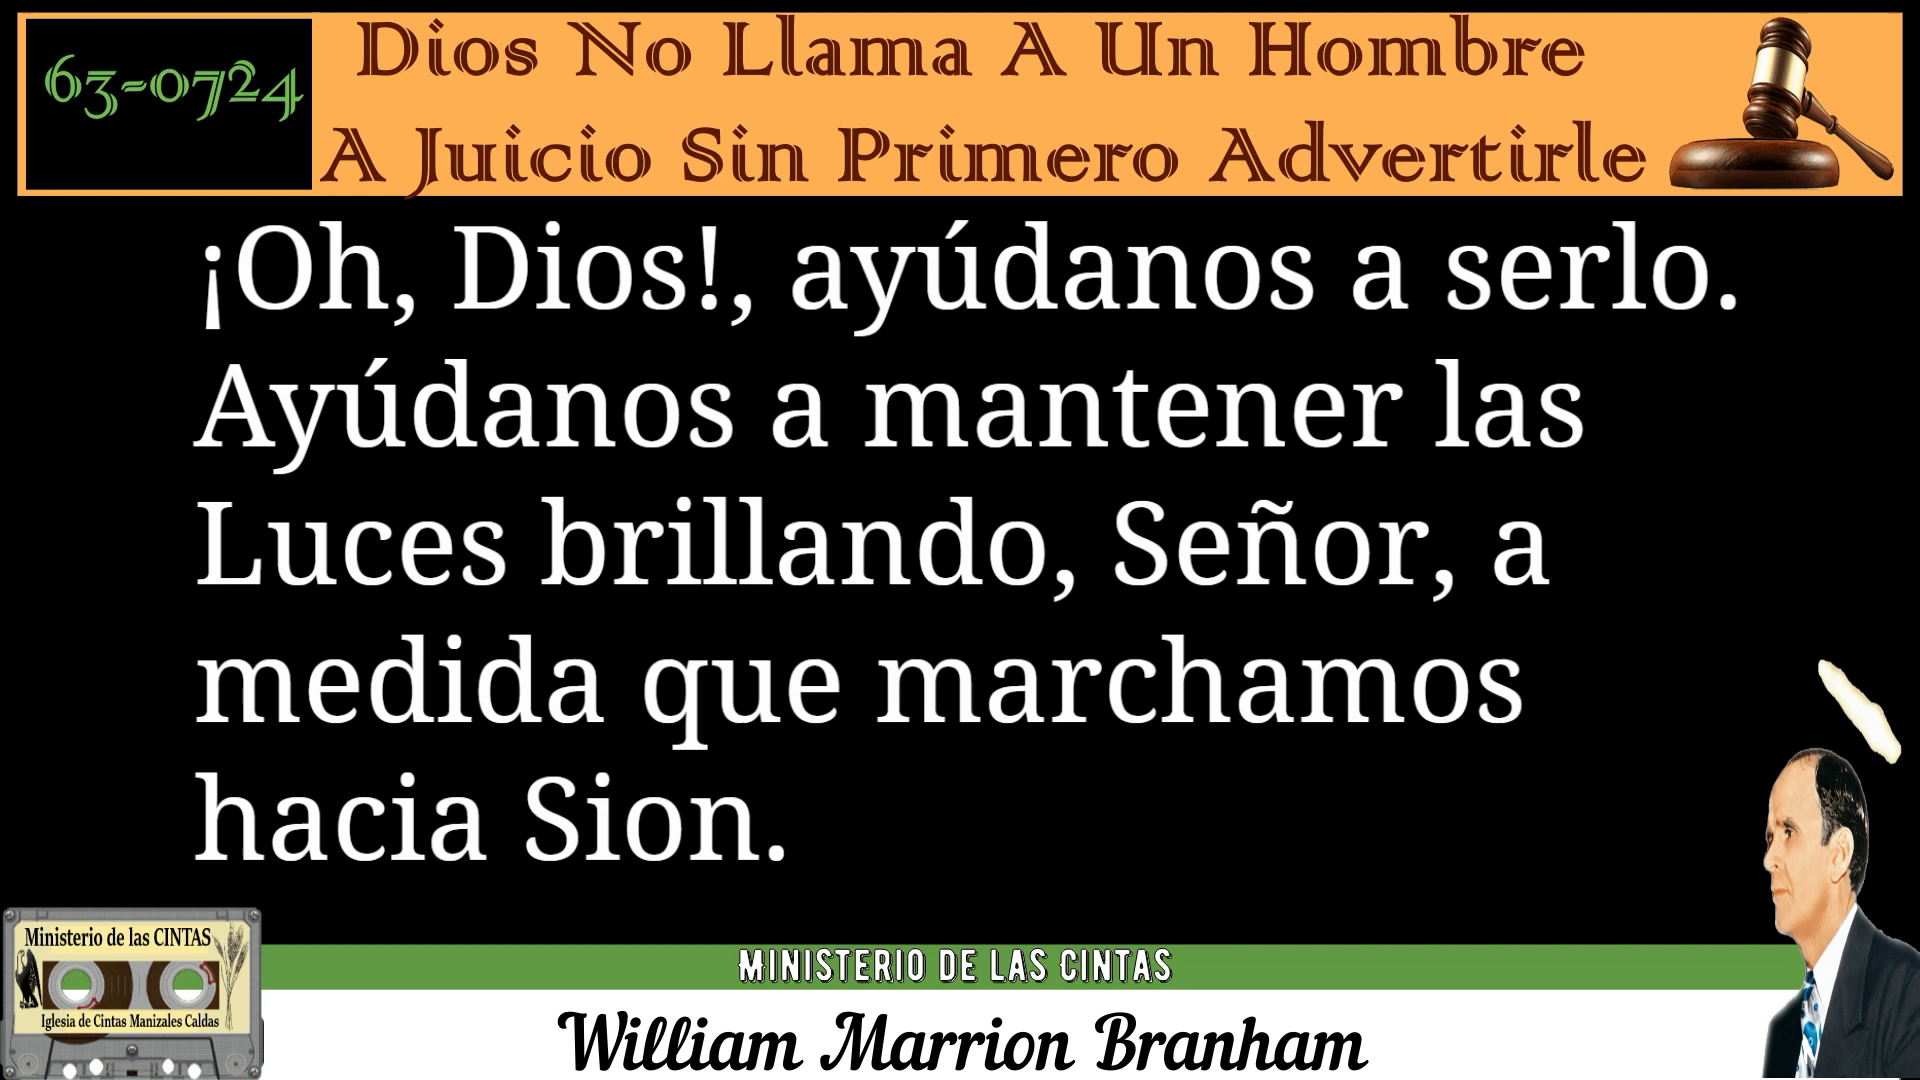 63-0724
Dios No Llama A Un Hombre
A Juicio Sin Primero Advertirle
¡Oh, Dios!, ayúdanos a serlo.
Ayúdanos a mantener las
Luces brillando, Señor, a
medida que marchamos
hacia Sion.
Ministerio de las CINTAS
Iglesia de Cintas Manizales Caldas
MINISTERIO DE LAS CINTAS
William Marrion Branham